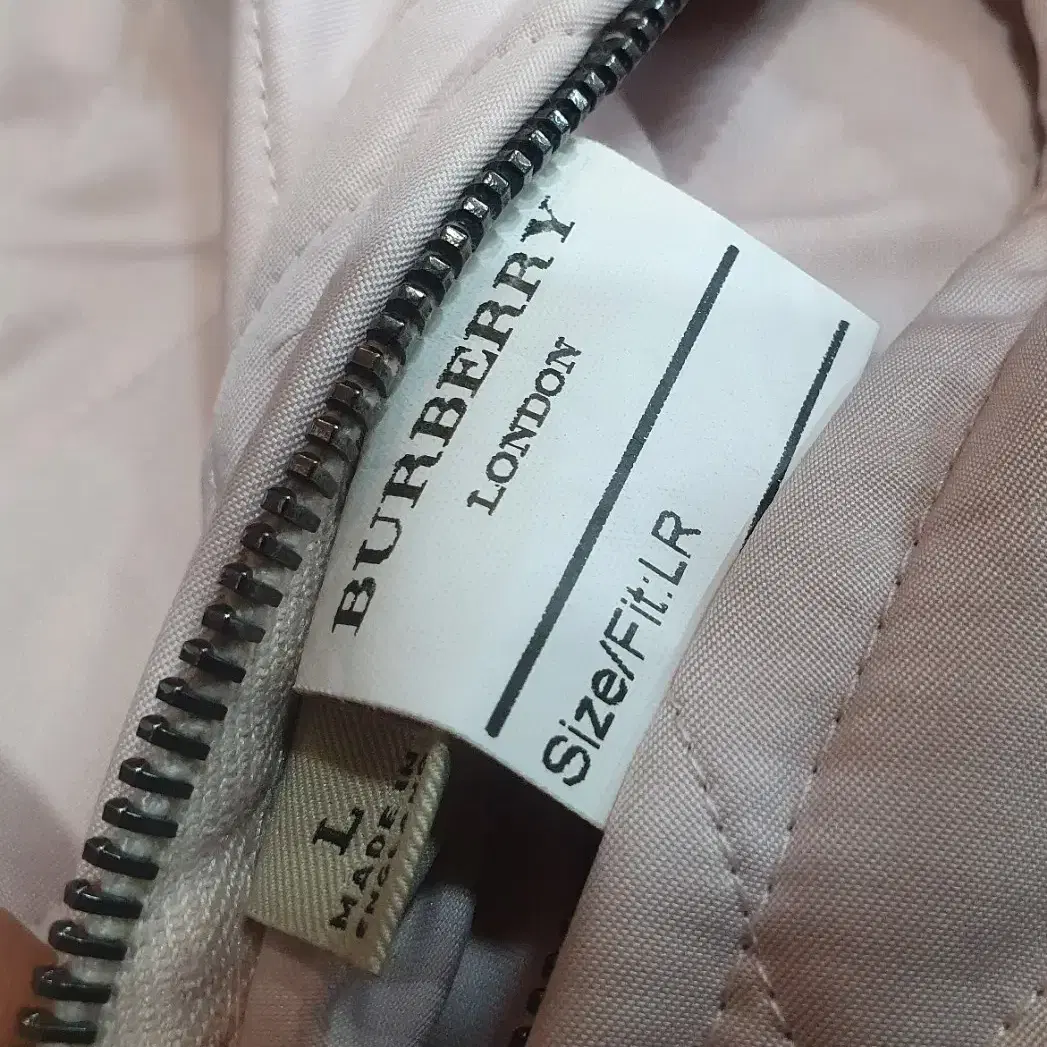 BURBERRY
LONDON
Size/Fit:LR
L
MADE IN